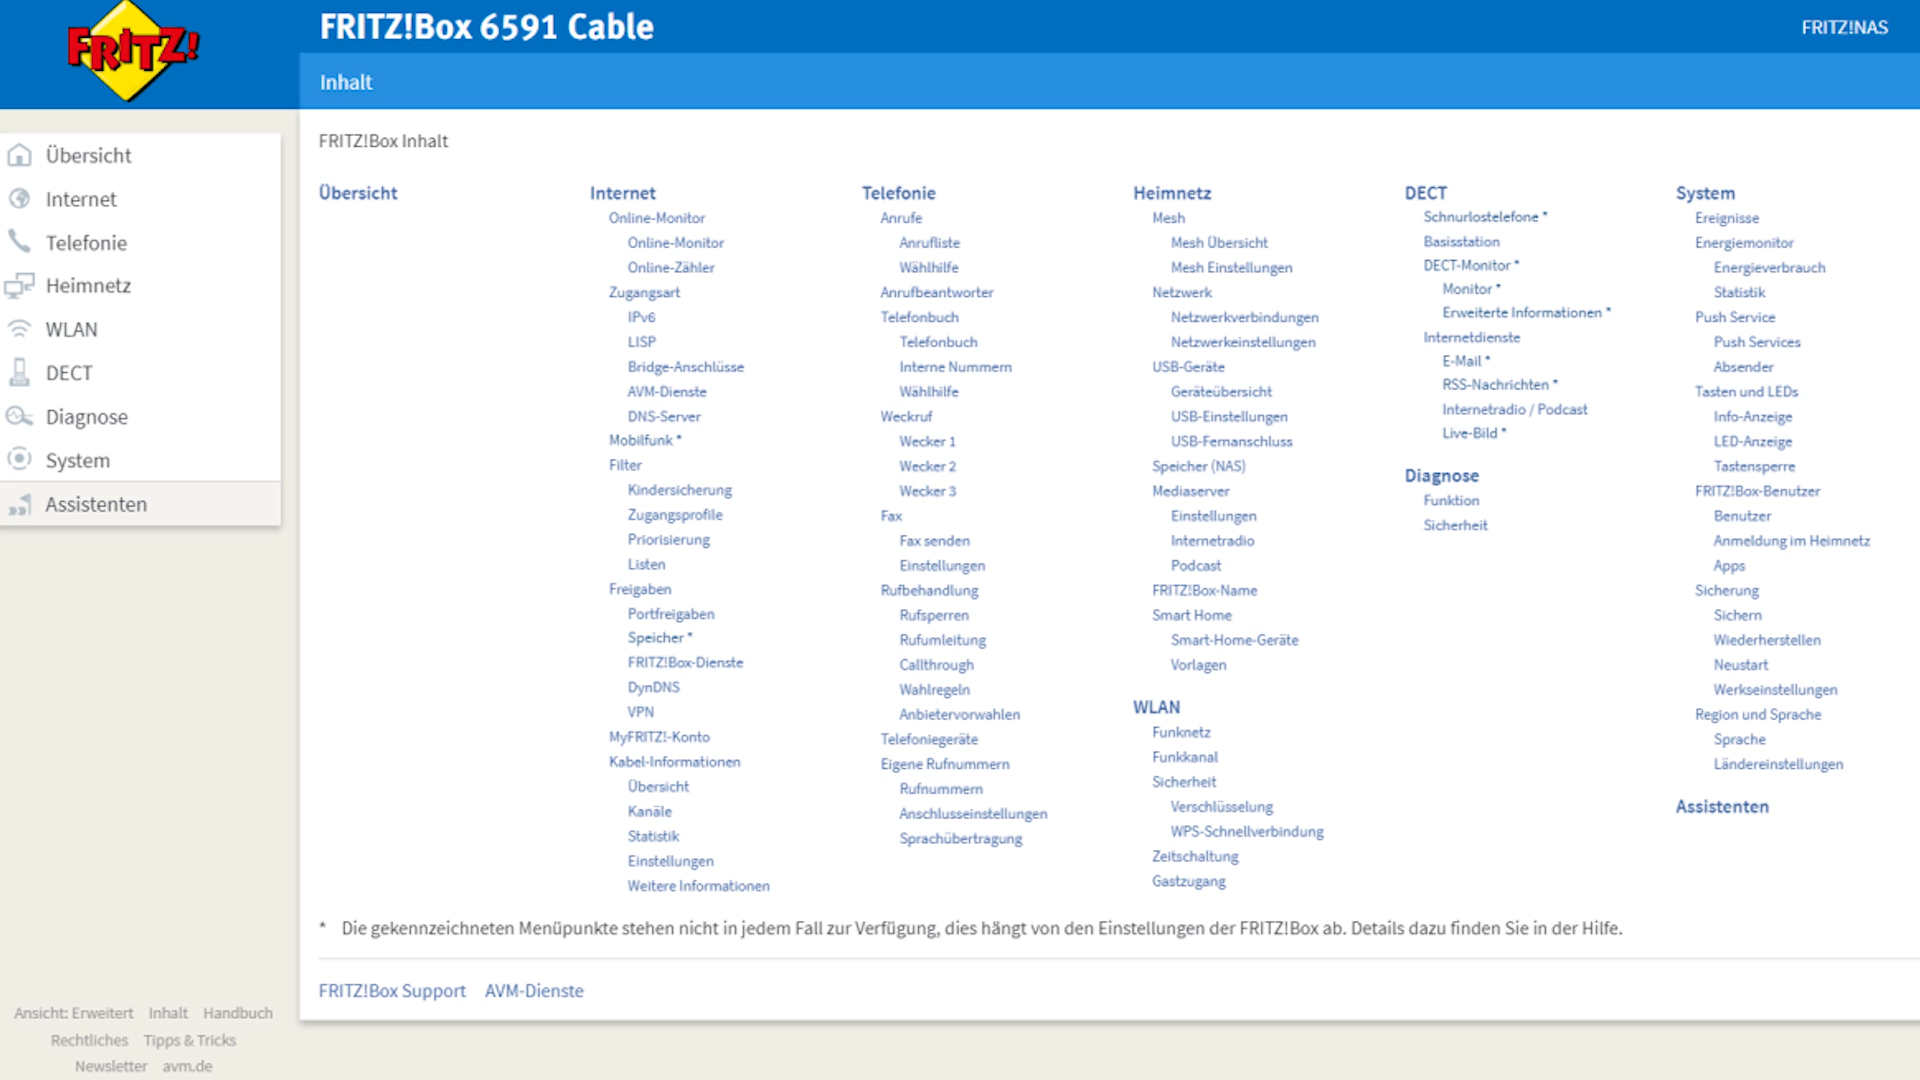 FRITZ!
FRITZ!Box 6591 Cable
FRITZ!NAS
Inhalt
Übersicht
Internet
Telefonie
Heimnetz
WLAN
DECT
Diagnose
System
Assistenten
Ansicht: Erweitert Inhalt Handbuch
Rechtliches Tipps & Tricks
Newsletter avm.de
FRITZ!Box Inhalt
Übersicht
Internet
Online-Monitor
Online-Monitor
Online-Zähler
Zugangsart
IPv6
LISP
Bridge-Anschlüsse
AVM-Dienste
DNS-Server
Mobilfunk *
Filter
Kindersicherung
Zugangsprofile
Priorisierung
Listen
Freigaben
Portfreigaben
Speicher *
FRITZ!Box-Dienste
DynDNS
VPN
MyFRITZ!-Konto
Kabel-Informationen
Übersicht
Kanäle
Statistik
Einstellungen
Weitere Informationen
Telefonie
Anrufe
Anrufliste
Wählhilfe
Anrufbeantworter
Telefonbuch
Telefonbuch
Interne Nummern
Wählhilfe
Weckruf
Wecker 1
Wecker 2
Wecker 3
Fax
Fax senden
Einstellungen
Rufbehandlung
Rufsperren
Rufumleitung
Callthrough
Wahlregeln
Anbietervorwahlen
Telefoniegeräte
Eigene Rufnummern
Rufnummern
Anschlusseinstellungen
Sprachübertragung
Heimnetz
Mesh
Mesh Übersicht
Mesh Einstellungen
Netzwerk
Netzwerkverbindungen
Netzwerkeinstellungen
USB-Geräte
Geräteübersicht
USB-Einstellungen
USB-Fernanschluss
Speicher (NAS)
Mediaserver
Einstellungen
Internetradio
Podcast
FRITZ!Box-Name
Smart Home
Smart-Home-Geräte
Vorlagen
WLAN
Funknetz
Funkkanal
Sicherheit
Verschlüsselung
WPS-Schnellverbindung
Zeitschaltung
Gastzugang
DECT
Schnurlostelefone *
Basisstation
DECT-Monitor *
Monitor *
Erweiterte Informationen *
Internetdienste
E-Mail *
RSS-Nachrichten *
Internetradio / Podcast
Live-Bild *
Diagnose
Funktion
Sicherheit
System
Ereignisse
Energiemonitor
Energieverbrauch
Statistik
Push Service
Push Services
Absender
Tasten und LEDs
Info-Anzeige
LED-Anzeige
Tastensperre
FRITZ!Box-Benutzer
Benutzer
Anmeldung im Heimnetz
Apps
Sicherung
Sichern
Wiederherstellen
Neustart
Werkseinstellungen
Region und Sprache
Sprache
Ländereinstellungen
Assistenten
* Die gekennzeichneten Menüpunkte stehen nicht in jedem Fall zur Verfügung, dies hängt von den Einstellungen der FRITZ!Box ab. Details dazu finden Sie in der Hilfe.
FRITZ!Box Support AVM-Dienste